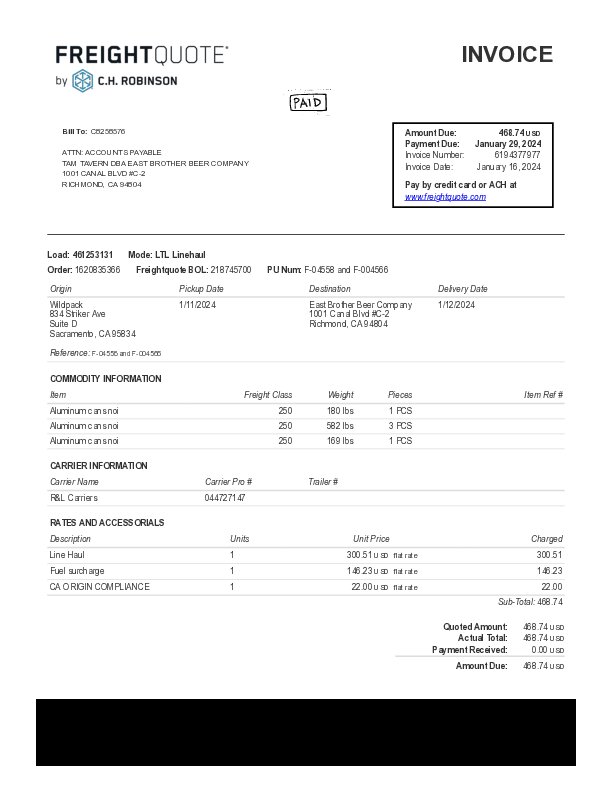 FREIGHTQUOTE
by C.H. ROBINSON
INVOICE
PAID
Bill To: C8256576
ATTN: ACCOUNTS PAYABLE
TAM TAVERN DBA EAST BROTHER BEER COMPANY
1001 CANAL BLVD #C-2
RICHMOND, CA 94804
Amount Due: 468.74 USD
Payment Due: January 29, 2024
Invoice Number: 6194377977
Invoice Date: January 16, 2024
Pay by credit card or ACH at
www.freightquote.com
Load: 461253131 Mode: LTL Linehaul
Order: 1620835366 Freightquote BOL: 218745700 PU Num: F-04558 and F-004566
Origin Pickup Date Destination Delivery Date
Wildpack 1/11/2024 East Brother Beer Company 1/12/2024
834 Striker Ave 1001 Canal Blvd #C-2
Suite D Richmond, CA 94804
Sacramento, CA 95834
Reference: F-04558 and F-004566
COMMODITY INFORMATION
Item Freight Class Weight Pieces Item Ref #
Aluminum cans noi 250 180 lbs 1 PCS
Aluminum cans noi 250 582 lbs 3 PCS
Aluminum cans noi 250 169 lbs 1 PCS
CARRIER INFORMATION
Carrier Name Carrier Pro # Trailer #
R&L Carriers 044727147
RATES AND ACCESSORIALS
Description Units Unit Price Charged
Line Haul 1 300.51 USD flat rate 300.51
Fuel surcharge 1 146.23 USD flat rate 146.23
CA ORIGIN COMPLIANCE 1 22.00 USD flat rate 22.00
Sub-Total: 468.74
Quoted Amount: 468.74 USD
Actual Total: 468.74 USD
Payment Received: 0.00 USD
Amount Due: 468.74 USD